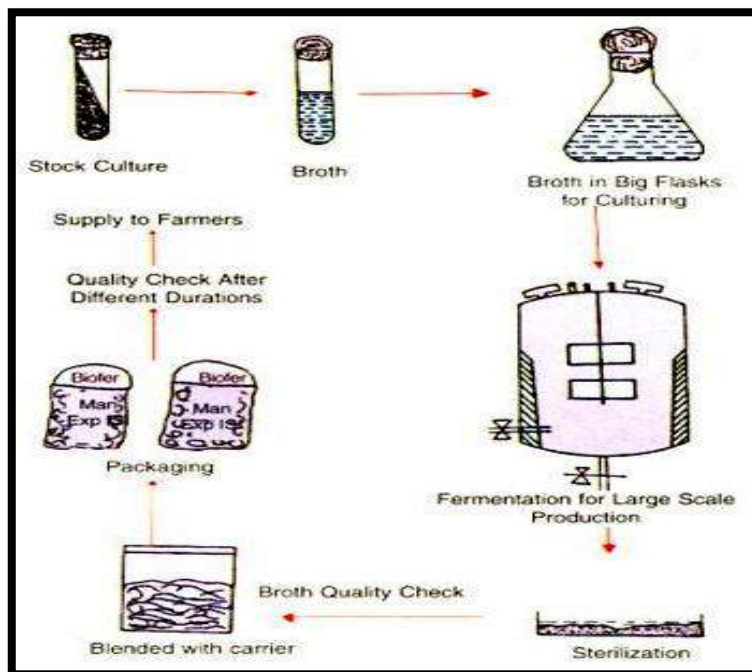 Stock Culture
Broth
Broth in Big Flasks
for Culturing
Fermentation for Large Scale
Production
Sterilization
Broth Quality Check
Blended with carrier
Packaging
Biofer
Man
Exp
Biofer
Man
Exp IS
Quality Check After
Different Durations
Supply to Farmers